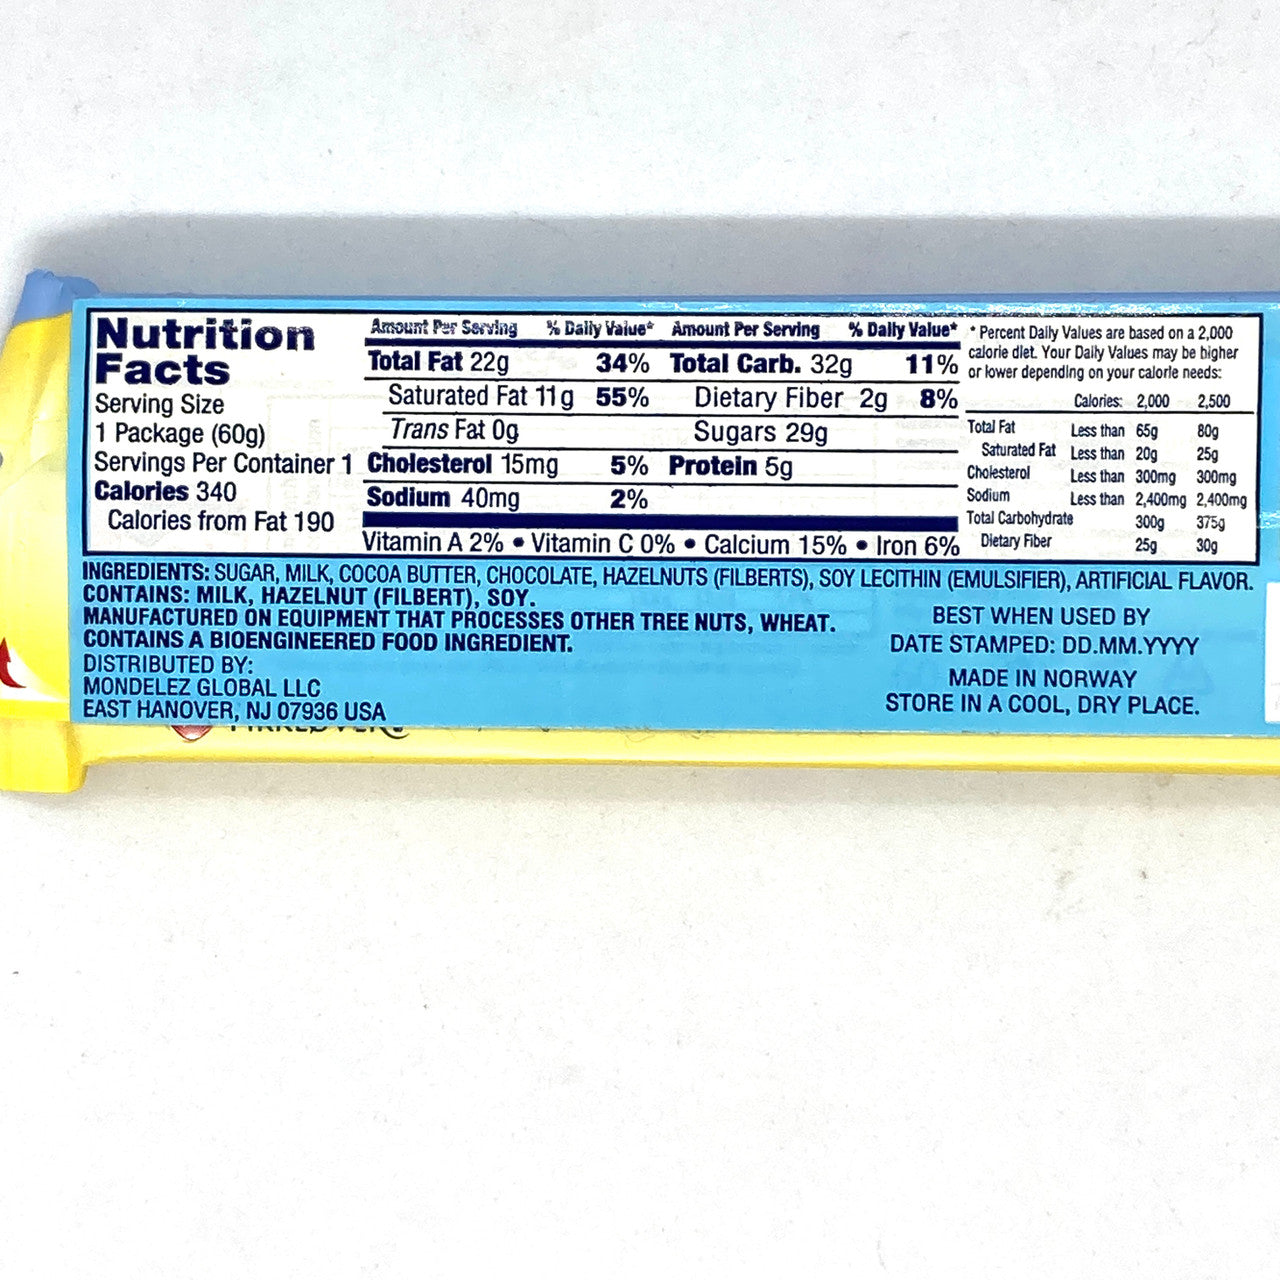 Nutrition
Facts
Serving Size
1 Package (60g)
Servings Per Container 1
Calories 340
Calories from Fat 190
Amount Per Serving % Daily Value*
Total Fat 22g 34%
Saturated Fat 11g 55%
Trans Fat 0g
Cholesterol 15mg 5%
Sodium 40mg 2%
Amount Per Serving % Daily Value*
Total Carb. 32g 11%
Dietary Fiber 2g 8%
Sugars 29g
Protein 5g
Vitamin A 2% • Vitamin C 0% • Calcium 15% • Iron 6%
* Percent Daily Values are based on a 2,000
calorie diet. Your Daily Values may be higher
or lower depending on your calorie needs:
Calories: 2,000 2,500
Total Fat Less than 65g 80g
Saturated Fat Less than 20g 25g
Cholesterol Less than 300mg 300mg
Sodium Less than 2,400mg 2,400mg
Total Carbohydrate 300g 375g
Dietary Fiber 25g 30g
INGREDIENTS: SUGAR, MILK, COCOA BUTTER, CHOCOLATE, HAZELNUTS (FILBERTS), SOY LECITHIN (EMULSIFIER), ARTIFICIAL FLAVOR.
CONTAINS: MILK, HAZELNUT (FILBERT), SOY.
MANUFACTURED ON EQUIPMENT THAT PROCESSES OTHER TREE NUTS, WHEAT.
CONTAINS A BIOENGINEERED FOOD INGREDIENT.
DISTRIBUTED BY:
MONDELEZ GLOBAL LLC
EAST HANOVER, NJ 07936 USA
BEST WHEN USED BY
DATE STAMPED: DD.MM.YYYY
MADE IN NORWAY
STORE IN A COOL, DRY PLACE.